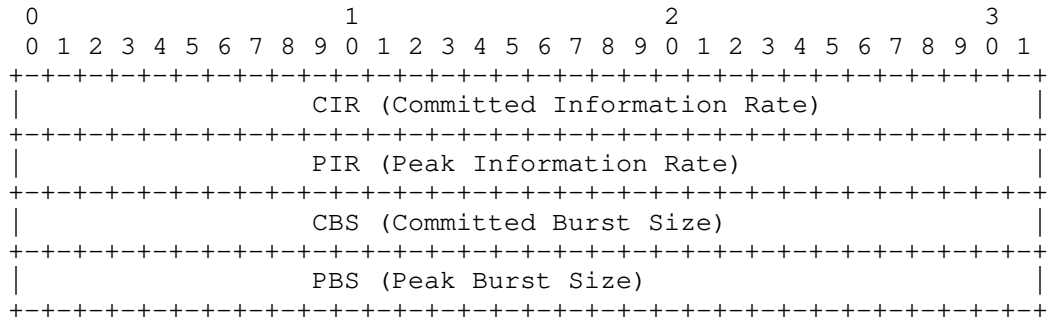 0                   1                   2                   3
 0 1 2 3 4 5 6 7 8 9 0 1 2 3 4 5 6 7 8 9 0 1 2 3 4 5 6 7 8 9 0 1
+-+-+-+-+-+-+-+-+-+-+-+-+-+-+-+-+-+-+-+-+-+-+-+-+-+-+-+-+-+-+-+-+
|                  CIR (Committed Information Rate)             |
+-+-+-+-+-+-+-+-+-+-+-+-+-+-+-+-+-+-+-+-+-+-+-+-+-+-+-+-+-+-+-+-+
|                  PIR (Peak Information Rate)                  |
+-+-+-+-+-+-+-+-+-+-+-+-+-+-+-+-+-+-+-+-+-+-+-+-+-+-+-+-+-+-+-+-+
|                  CBS (Committed Burst Size)                   |
+-+-+-+-+-+-+-+-+-+-+-+-+-+-+-+-+-+-+-+-+-+-+-+-+-+-+-+-+-+-+-+-+
|                  PBS (Peak Burst Size)                        |
+-+-+-+-+-+-+-+-+-+-+-+-+-+-+-+-+-+-+-+-+-+-+-+-+-+-+-+-+-+-+-+-+